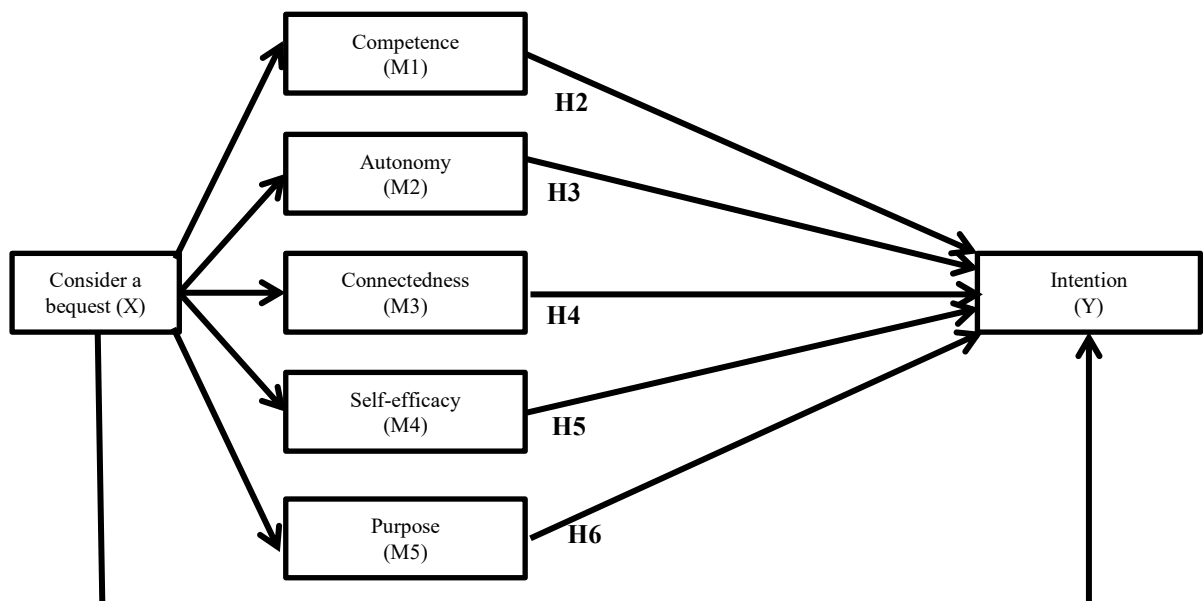 Competence
(M1)
H2
Autonomy
(M2)
H3
Consider a
bequest (X)
Connectedness
(M3)
H4
Intention
(Y)
Self-efficacy
(M4)
H5
Purpose
(M5)
H6